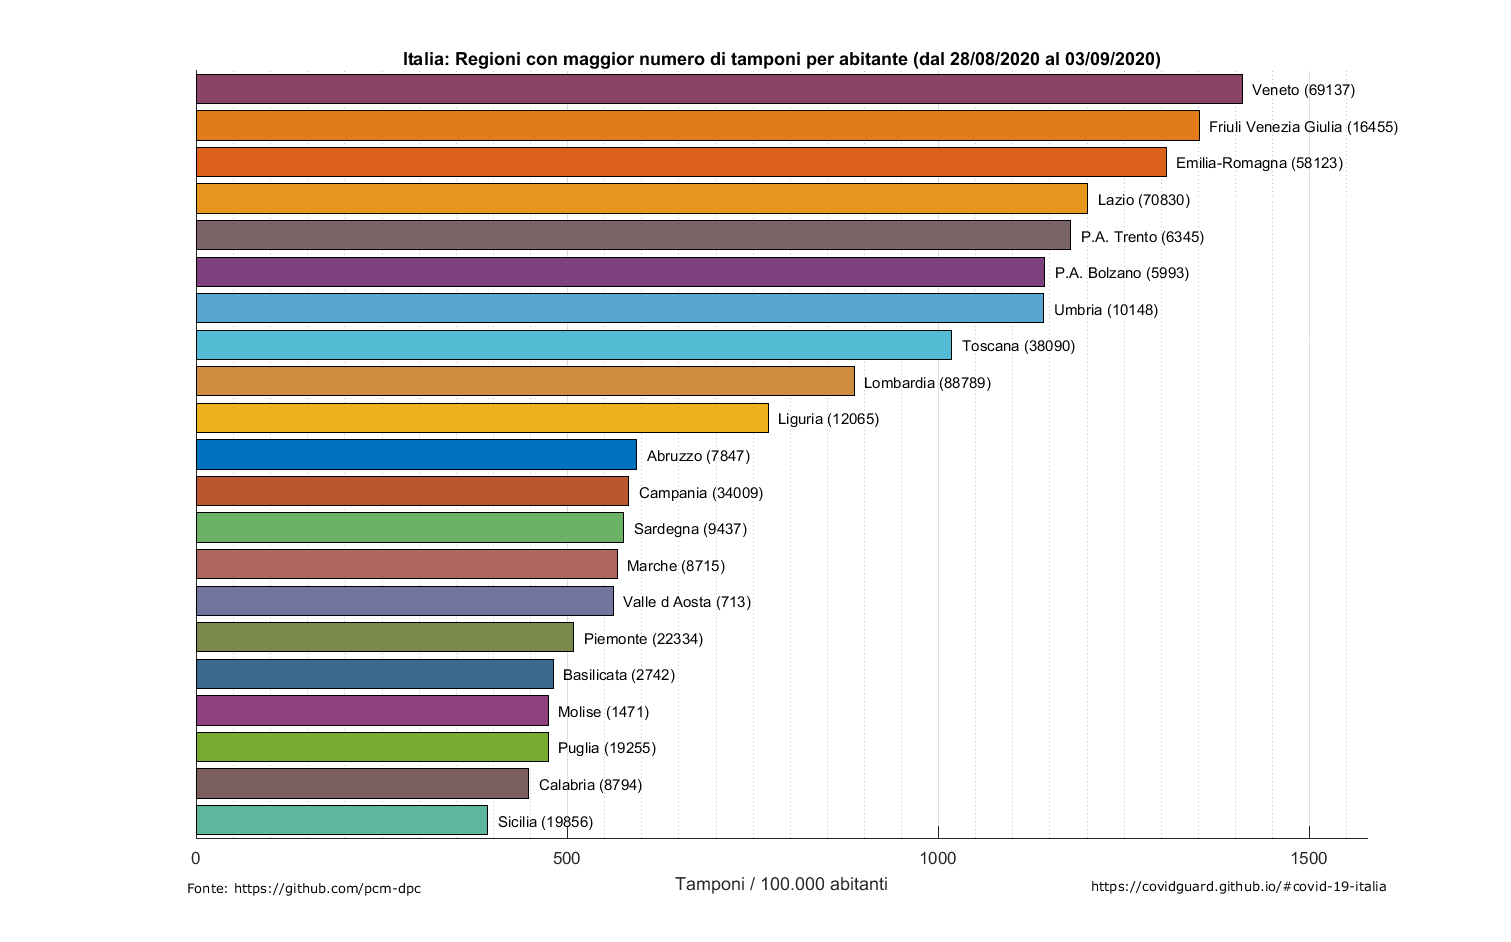 Italia: Regioni con maggior numero di tamponi per abitante (dal 28/08/2020 al 03/09/2020)
Veneto (69137)
Friuli Venezia Giulia (16455)
Emilia-Romagna (58123)
Lazio (70830)
P.A. Trento (6345)
P.A. Bolzano (5993)
Umbria (10148)
Toscana (38090)
Lombardia (88789)
Liguria (12065)
Abruzzo (7847)
Campania (34009)
Sardegna (9437)
Marche (8715)
Valle d Aosta (713)
Piemonte (22334)
Basilicata (2742)
Molise (1471)
Puglia (19255)
Calabria (8794)
Sicilia (19856)
0 500 1000 1500
Tamponi / 100.000 abitanti
Fonte: https://github.com/pcm-dpc
https://covidguard.github.io/#covid-19-italia